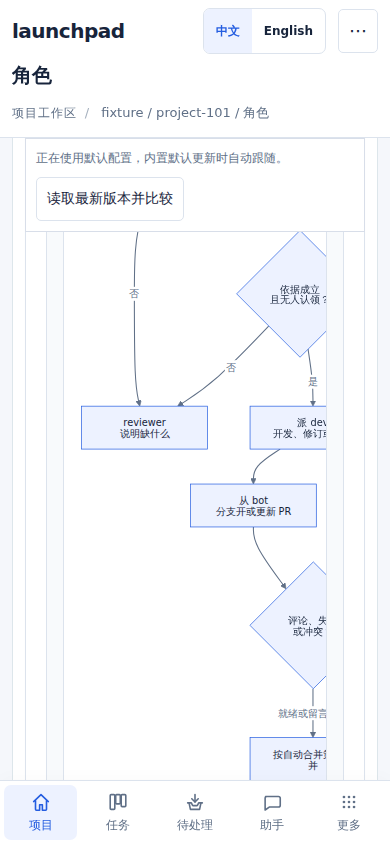 launchpad
中文
English
角色
项目工作区 / fixture / project-101 / 角色
正在使用默认配置，内置默认更新时自动跟随。
读取最新版本并比较
依据成立
且无人认领？
否
否
是
reviewer
说明缺什么
派 dev
开发、修订
从 bot
分支开或更新 PR
评论、失
或冲突
就绪或留言
按自动合并
并
项目
任务
待处理
助手
更多